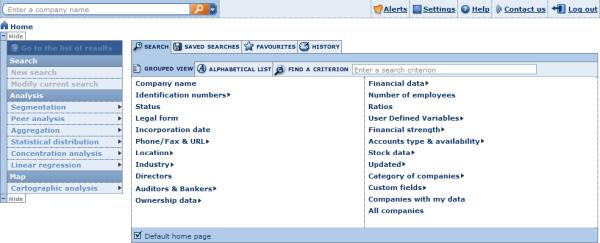 Enter a company name
Alerts Settings Help Contact us Log out
Home
Hide
Go to the list of results
Search
New search
Modify current search
Analysis
Segmentation
Peer analysis
Aggregation
Statistical distribution
Concentration analysis
Linear regression
Map
Cartographic analysis
Hide
SEARCH SAVED SEARCHES FAVOURITES HISTORY
GROUPED VIEW ALPHABETICAL LIST FIND A CRITERION Enter a search criterion
Company name
Identification numbers
Status
Legal form
Incorporation date
Phone/Fax & URL
Location
Industry
Directors
Auditors & Bankers
Ownership data
Financial data
Number of employees
Ratios
User Defined Variables
Financial strength
Accounts type & availability
Stock data
Updated
Category of companies
Custom fields
Companies with my data
All companies
Default home page